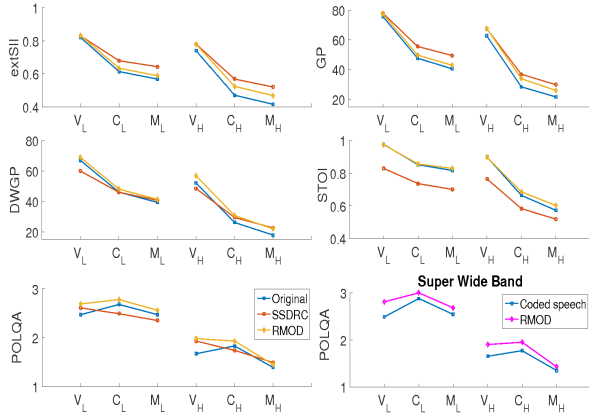 extSII
1
0.8
0.6
0.4
V_L C_L M_L V_H C_H M_H
GP
80
60
40
20
V_L C_L M_L V_H C_H M_H
DWGP
80
60
40
20
V_L C_L M_L V_H C_H M_H
STOI
1
0.8
0.6
0.4
V_L C_L M_L V_H C_H M_H
POLQA
3
2
1
Original
SSDRC
RMOD
V_L C_L M_L V_H C_H M_H
Super Wide Band
POLQA
3
2
1
Coded speech
RMOD
V_L C_L M_L V_H C_H M_H